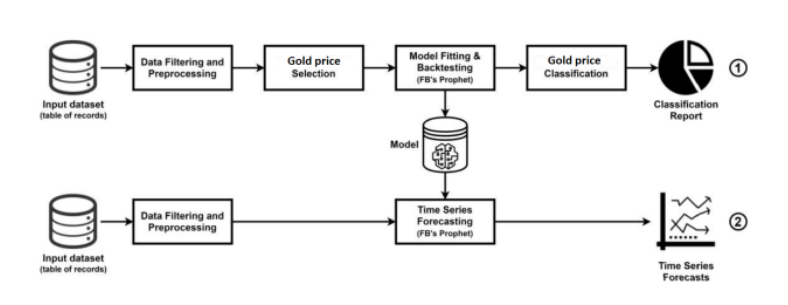 Input dataset
(table of records)
Data Filtering and
Preprocessing
Gold price
Selection
Model Fitting &
Backtesting
(FB's Prophet)
Gold price
Classification
Classification
Report
1
Model
Input dataset
(table of records)
Data Filtering and
Preprocessing
Time Series
Forecasting
(FB's Prophet)
Time Series
Forecasts
2